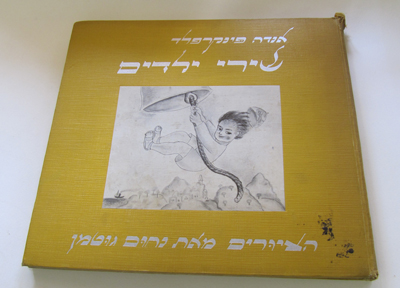 אנדה פינקרפלד
שירי ילדים
הציורים מאת נחום גוטמן